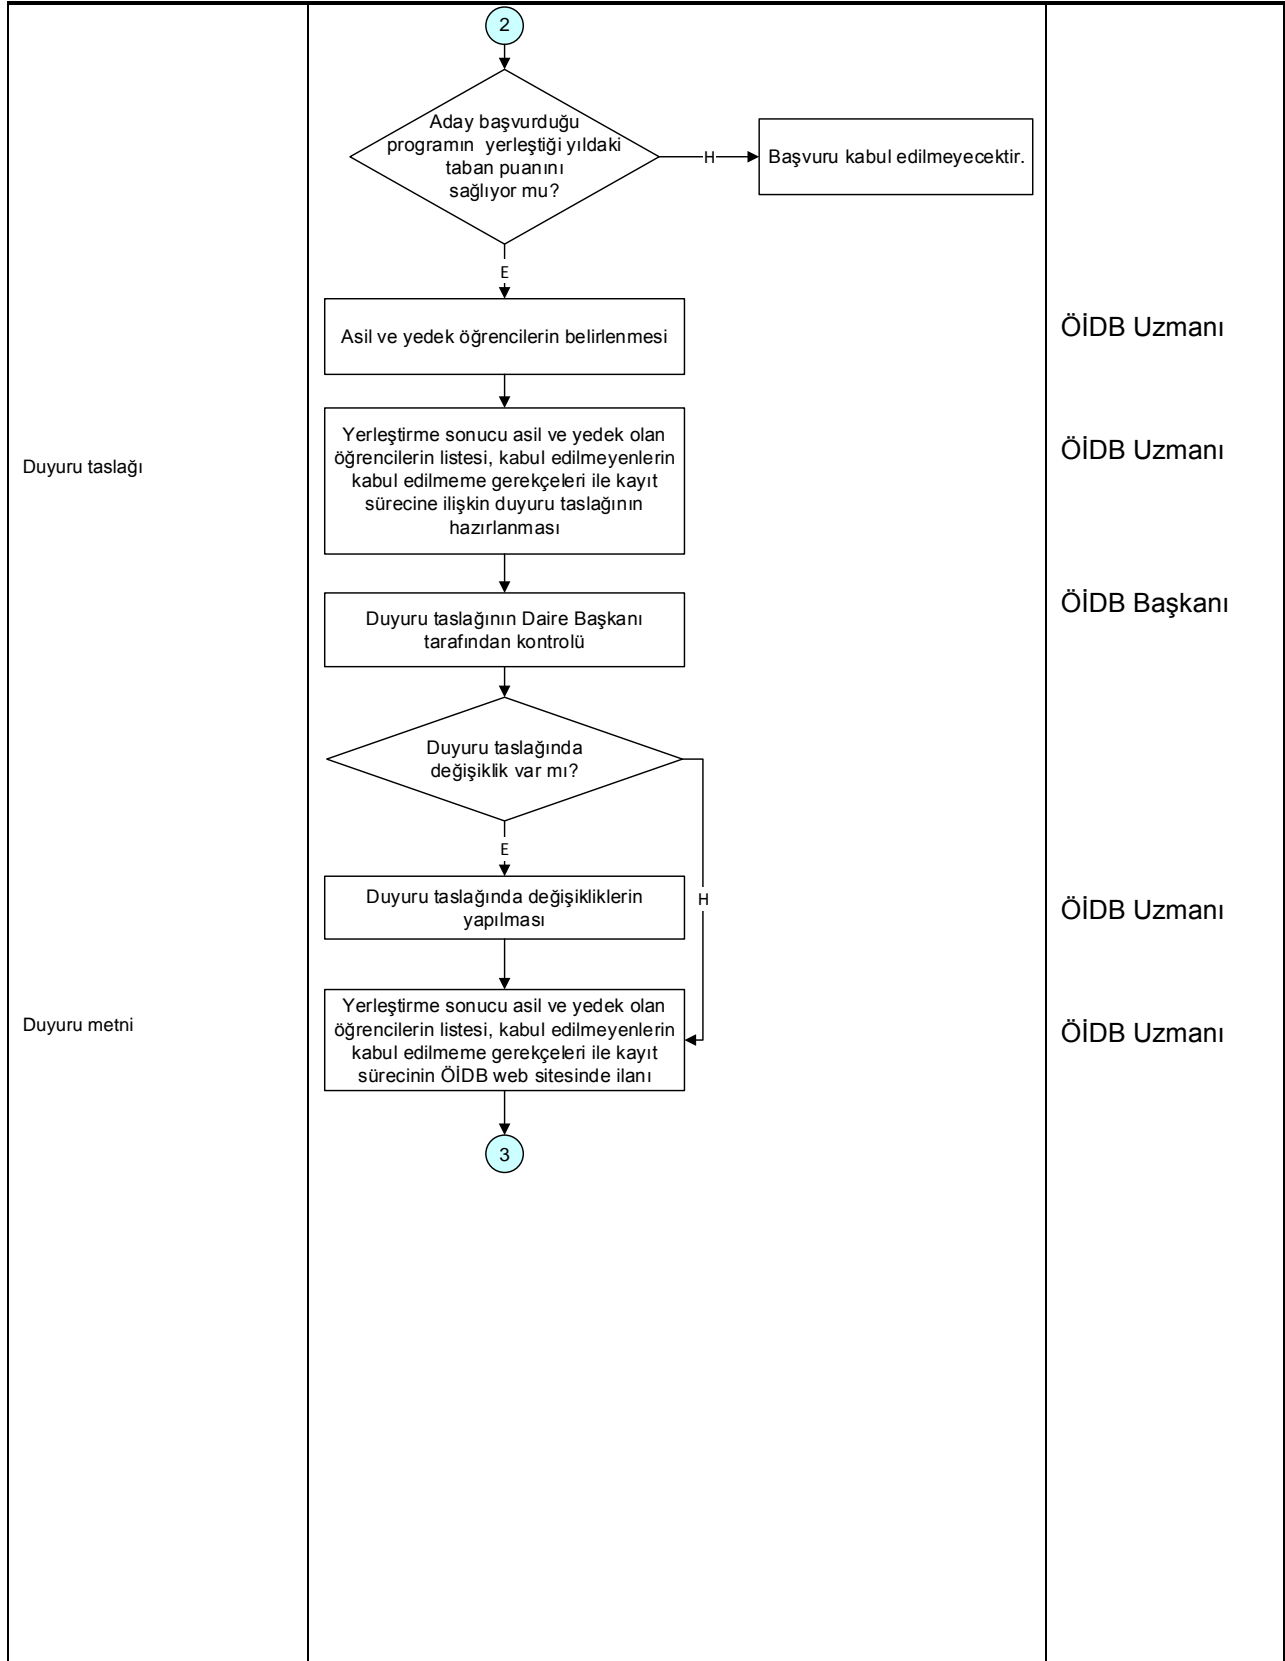 2
Aday başvurduğu
programın yerleştiği yıldaki
taban puanını
sağlıyor mu?
H
Başvuru kabul edilmeyecektir.
E
Asil ve yedek öğrencilerin belirlenmesi
ÖİDB Uzmanı
Duyuru taslağı
Yerleştirme sonucu asil ve yedek olan
öğrencilerin listesi, kabul edilmeyenlerin
kabul edilmeme gerekçeleri ile kayıt
sürecine ilişkin duyuru taslağının
hazırlanması
ÖİDB Uzmanı
Duyuru taslağının Daire Başkanı
tarafından kontrolü
ÖİDB Başkanı
Duyuru taslağında
değişiklik var mı?
E
H
Duyuru taslağında değişikliklerin
yapılması
ÖİDB Uzmanı
Duyuru metni
Yerleştirme sonucu asil ve yedek olan
öğrencilerin listesi, kabul edilmeyenlerin
kabul edilmeme gerekçeleri ile kayıt
sürecinin ÖİDB web sitesinde ilanı
ÖİDB Uzmanı
3